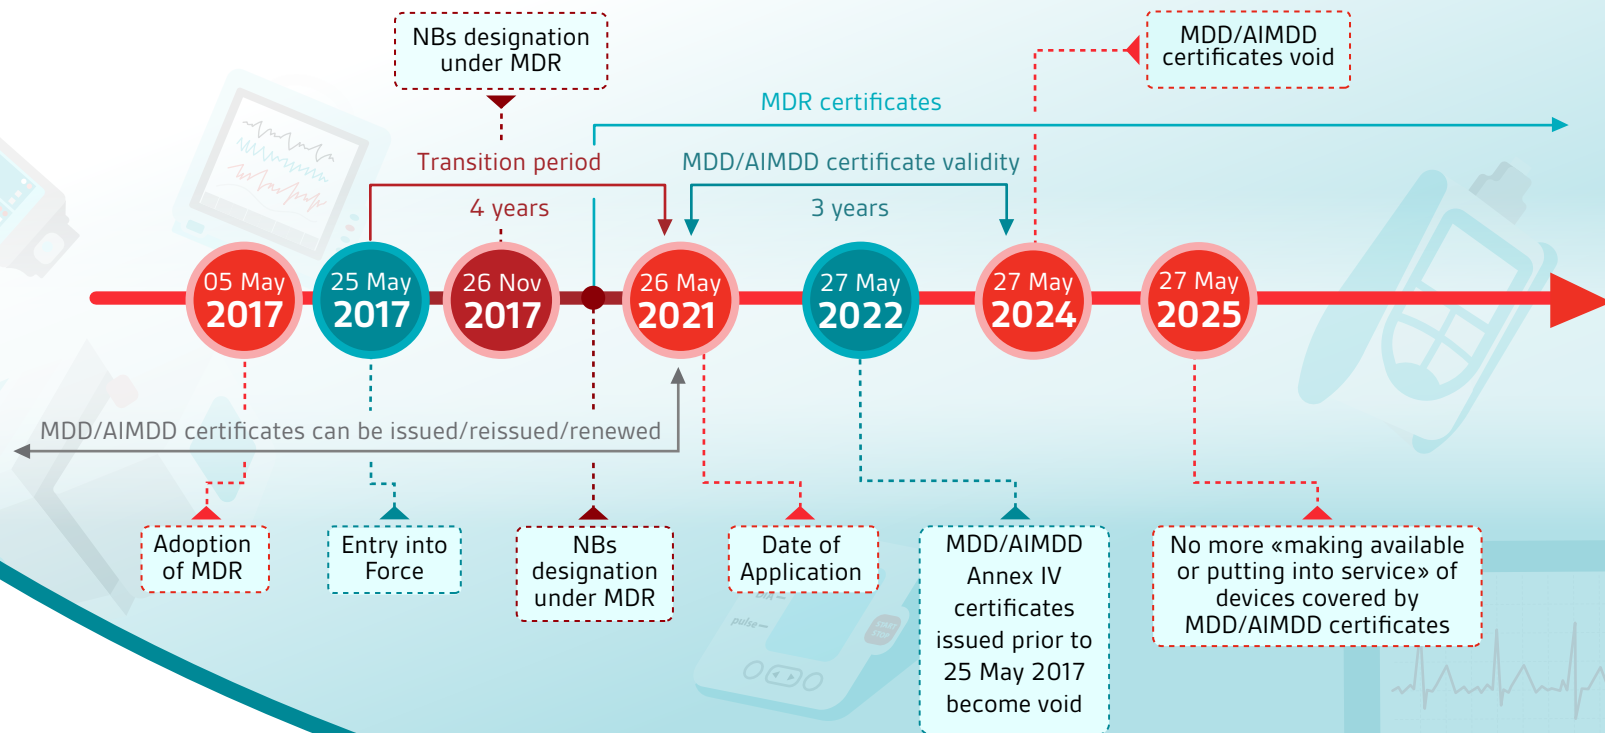 NBs designation
under MDR
MDD/AIMDD
certificates void
MDR certificates
Transition period
MDD/AIMDD certificate validity
4 years
3 years
05 May
2017
25 May
2017
26 Nov
2017
26 May
2021
27 May
2022
27 May
2024
27 May
2025
MDD/AIMDD certificates can be issued/reissued/renewed
Adoption
of MDR
Entry into
Force
NBs
designation
under MDR
Date of
Application
MDD/AIMDD
Annex IV
certificates
issued prior to
25 May 2017
become void
No more «making available
or putting into service» of
devices covered by
MDD/AIMDD certificates
pulse
START
STOP